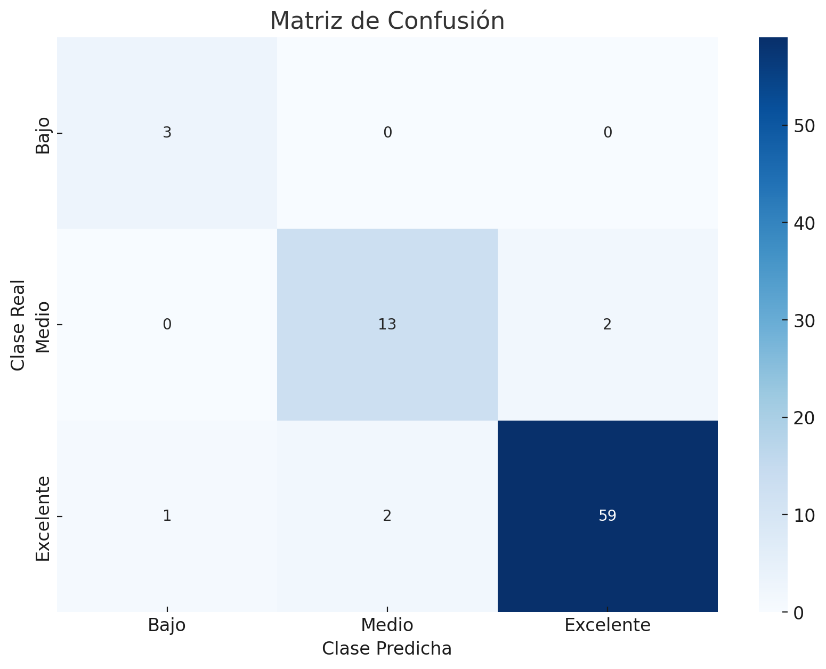 Matriz de Confusión
Clase Real
Bajo
3 0 0
Medio
0 13 2
Excelente
1 2 59
Bajo Medio Excelente
Clase Predicha
50
40
30
20
10
0